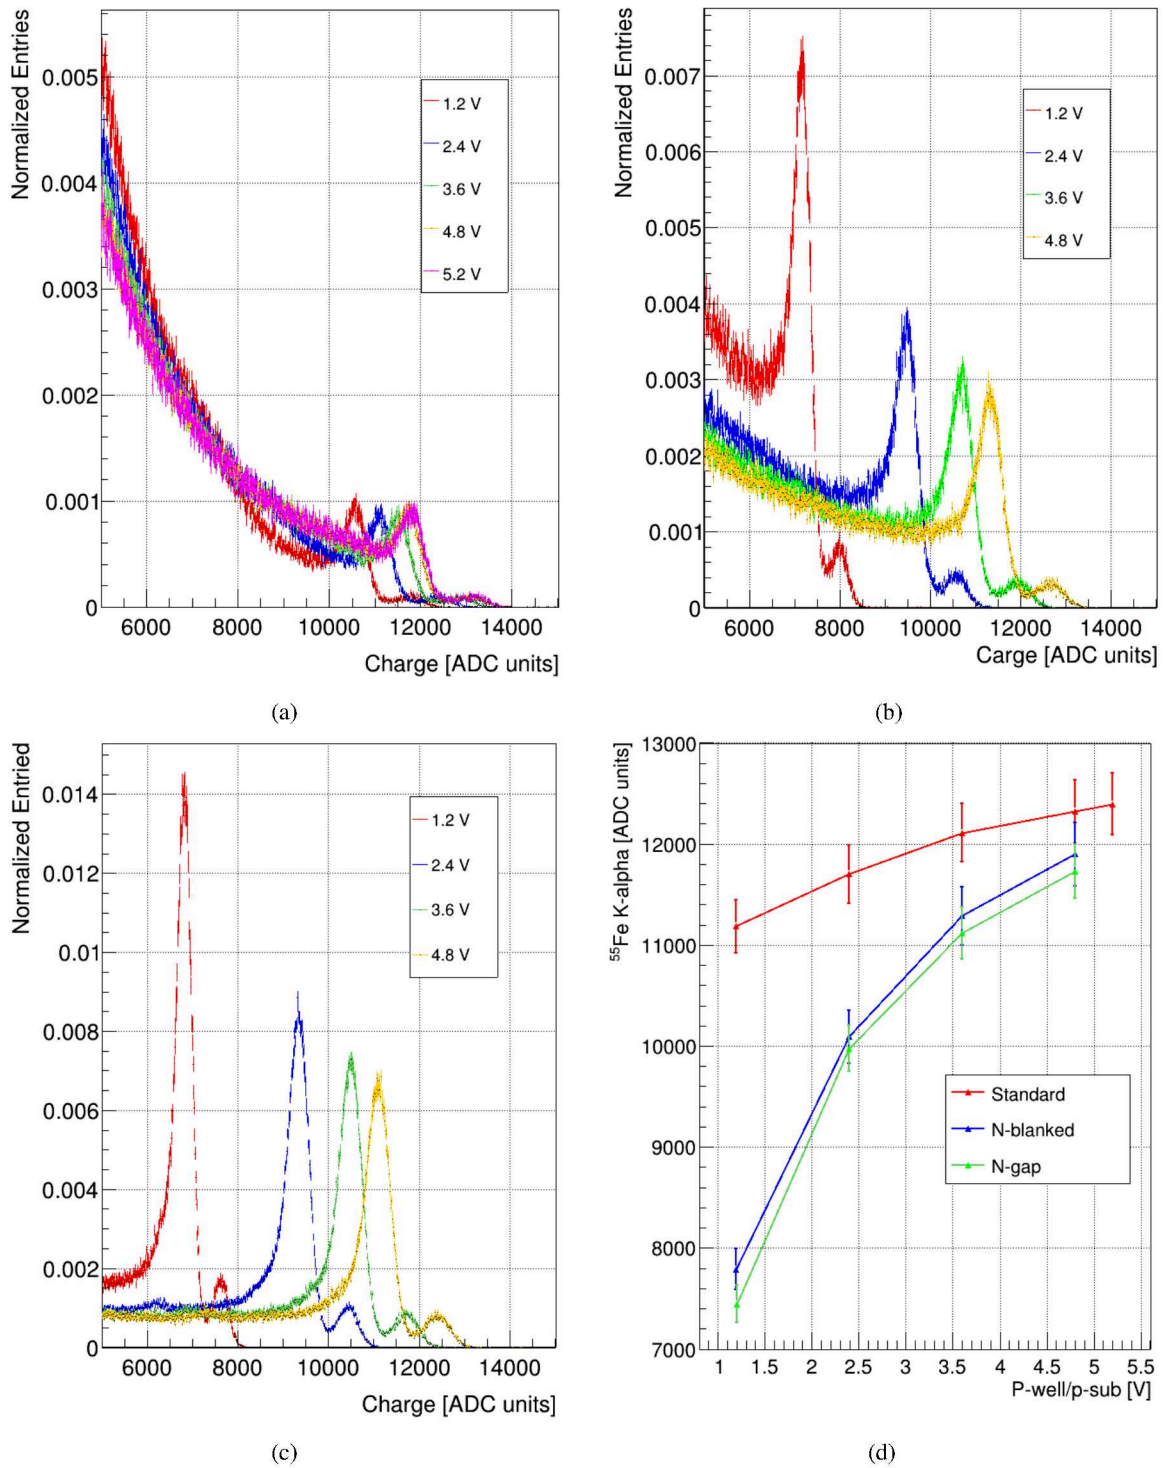 Normalized Entries
0.005
0.004
0.003
0.002
0.001
0
1.2 V
2.4 V
3.6 V
4.8 V
5.2 V
6000 8000 10000 12000 14000
Charge [ADC units]
(a)
Normalized Entries
0.007
0.006
0.005
0.004
0.003
0.002
0.001
0
1.2 V
2.4 V
3.6 V
4.8 V
6000 8000 10000 12000 14000
Carge [ADC units]
(b)
Normalized Entried
0.014
0.012
0.01
0.008
0.006
0.004
0.002
0
1.2 V
2.4 V
3.6 V
4.8 V
6000 8000 10000 12000 14000
Charge [ADC units]
(c)
⁵⁵Fe K-alpha [ADC units]
13000
12000
11000
10000
9000
8000
7000
Standard
N-blanked
N-gap
1 1.5 2 2.5 3 3.5 4 4.5 5 5.5
P-well/p-sub [V]
(d)